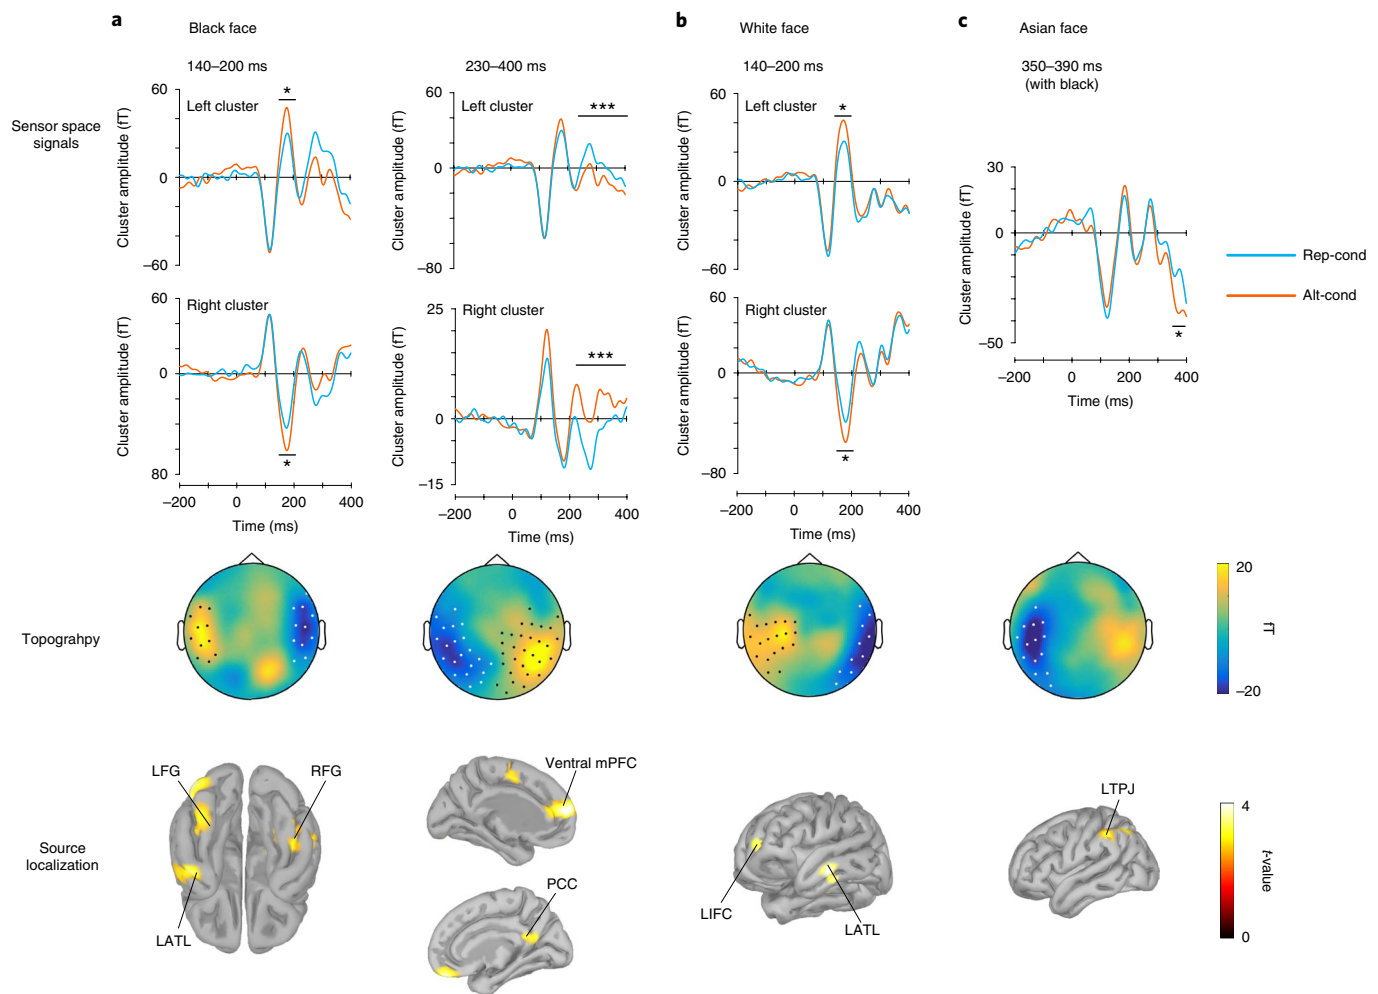 a
Black face
140–200 ms
230–400 ms
b
White face
140–200 ms
c
Asian face
350–390 ms
(with black)
Sensor space
signals
Cluster amplitude (fT)
60
0
–60
Left cluster
*
Cluster amplitude (fT)
60
0
–80
Left cluster
***
Cluster amplitude (fT)
60
0
–60
Left cluster
*
Cluster amplitude (fT)
30
0
–50
*
–200
0
200
400
Time (ms)
Rep-cond
Alt-cond
Cluster amplitude (fT)
60
0
80
Right cluster
*
–200
0
200
400
Time (ms)
Cluster amplitude (fT)
25
0
–15
Right cluster
***
–200
0
200
400
Time (ms)
Cluster amplitude (fT)
60
0
–80
Right cluster
*
–200
0
200
400
Time (ms)
Topograhpy
20
fT
–20
Source
localization
LFG
RFG
LATL
Ventral mPFC
PCC
LIFC
LATL
LTPJ
4
t-value
0